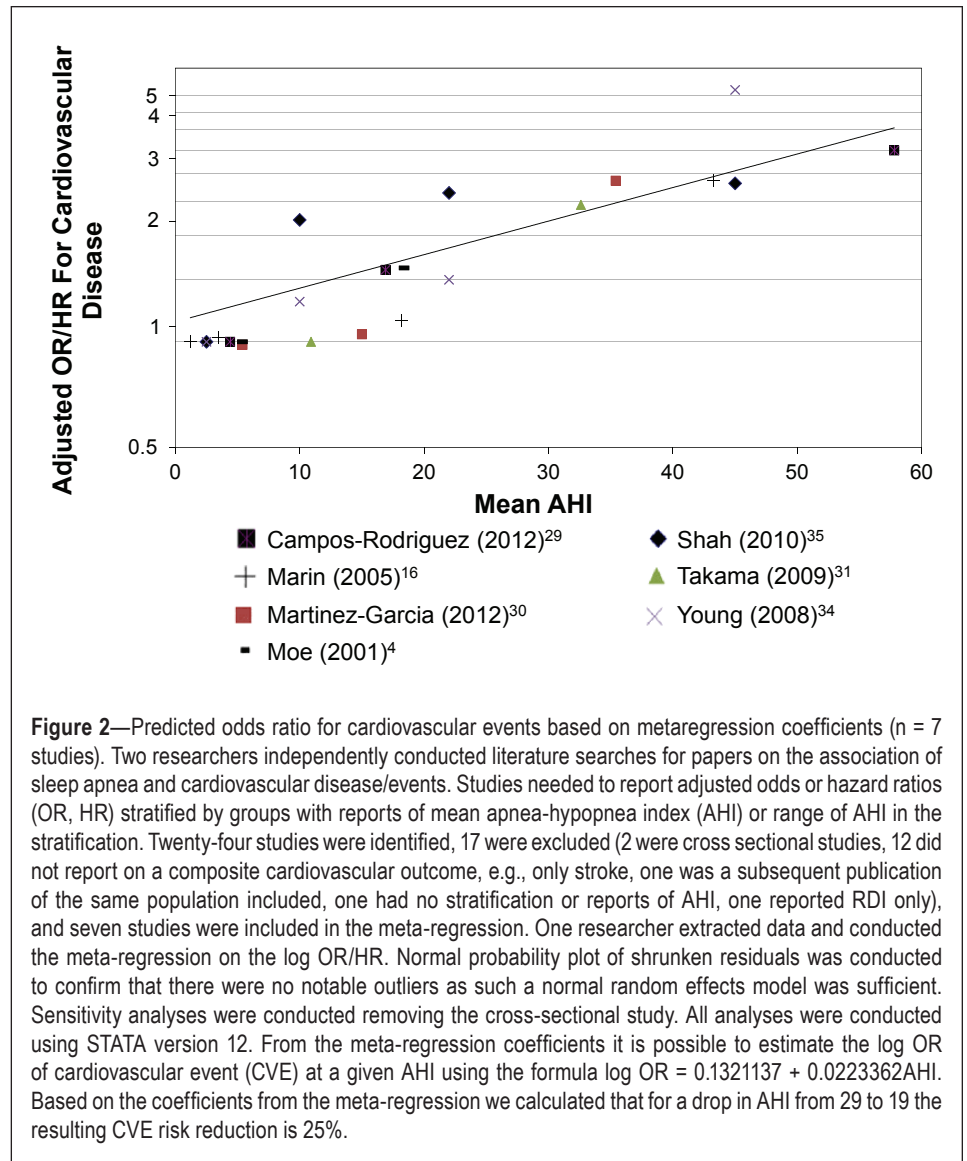 Adjusted OR/HR For Cardiovascular
Disease
5
4
3
2
1
0.5
0 10 20 30 40 50 60
Mean AHI
Campos-Rodriguez (2012)29
Shah (2010)35
Marin (2005)16
Takama (2009)31
Martinez-Garcia (2012)30
Young (2008)34
Moe (2001)4
Figure 2—Predicted odds ratio for cardiovascular events based on metaregression coefficients (n = 7
studies). Two researchers independently conducted literature searches for papers on the association of
sleep apnea and cardiovascular disease/events. Studies needed to report adjusted odds or hazard ratios
(OR, HR) stratified by groups with reports of mean apnea-hypopnea index (AHI) or range of AHI in the
stratification. Twenty-four studies were identified, 17 were excluded (2 were cross sectional studies, 12 did
not report on a composite cardiovascular outcome, e.g., only stroke, one was a subsequent publication
of the same population included, one had no stratification or reports of AHI, one reported RDI only),
and seven studies were included in the meta-regression. One researcher extracted data and conducted
the meta-regression on the log OR/HR. Normal probability plot of shrunken residuals was conducted
to confirm that there were no notable outliers as such a normal random effects model was sufficient.
Sensitivity analyses were conducted removing the cross-sectional study. All analyses were conducted
using STATA version 12. From the meta-regression coefficients it is possible to estimate the log OR
of cardiovascular event (CVE) at a given AHI using the formula log OR = 0.1321137 + 0.0223362AHI.
Based on the coefficients from the meta-regression we calculated that for a drop in AHI from 29 to 19 the
resulting CVE risk reduction is 25%.